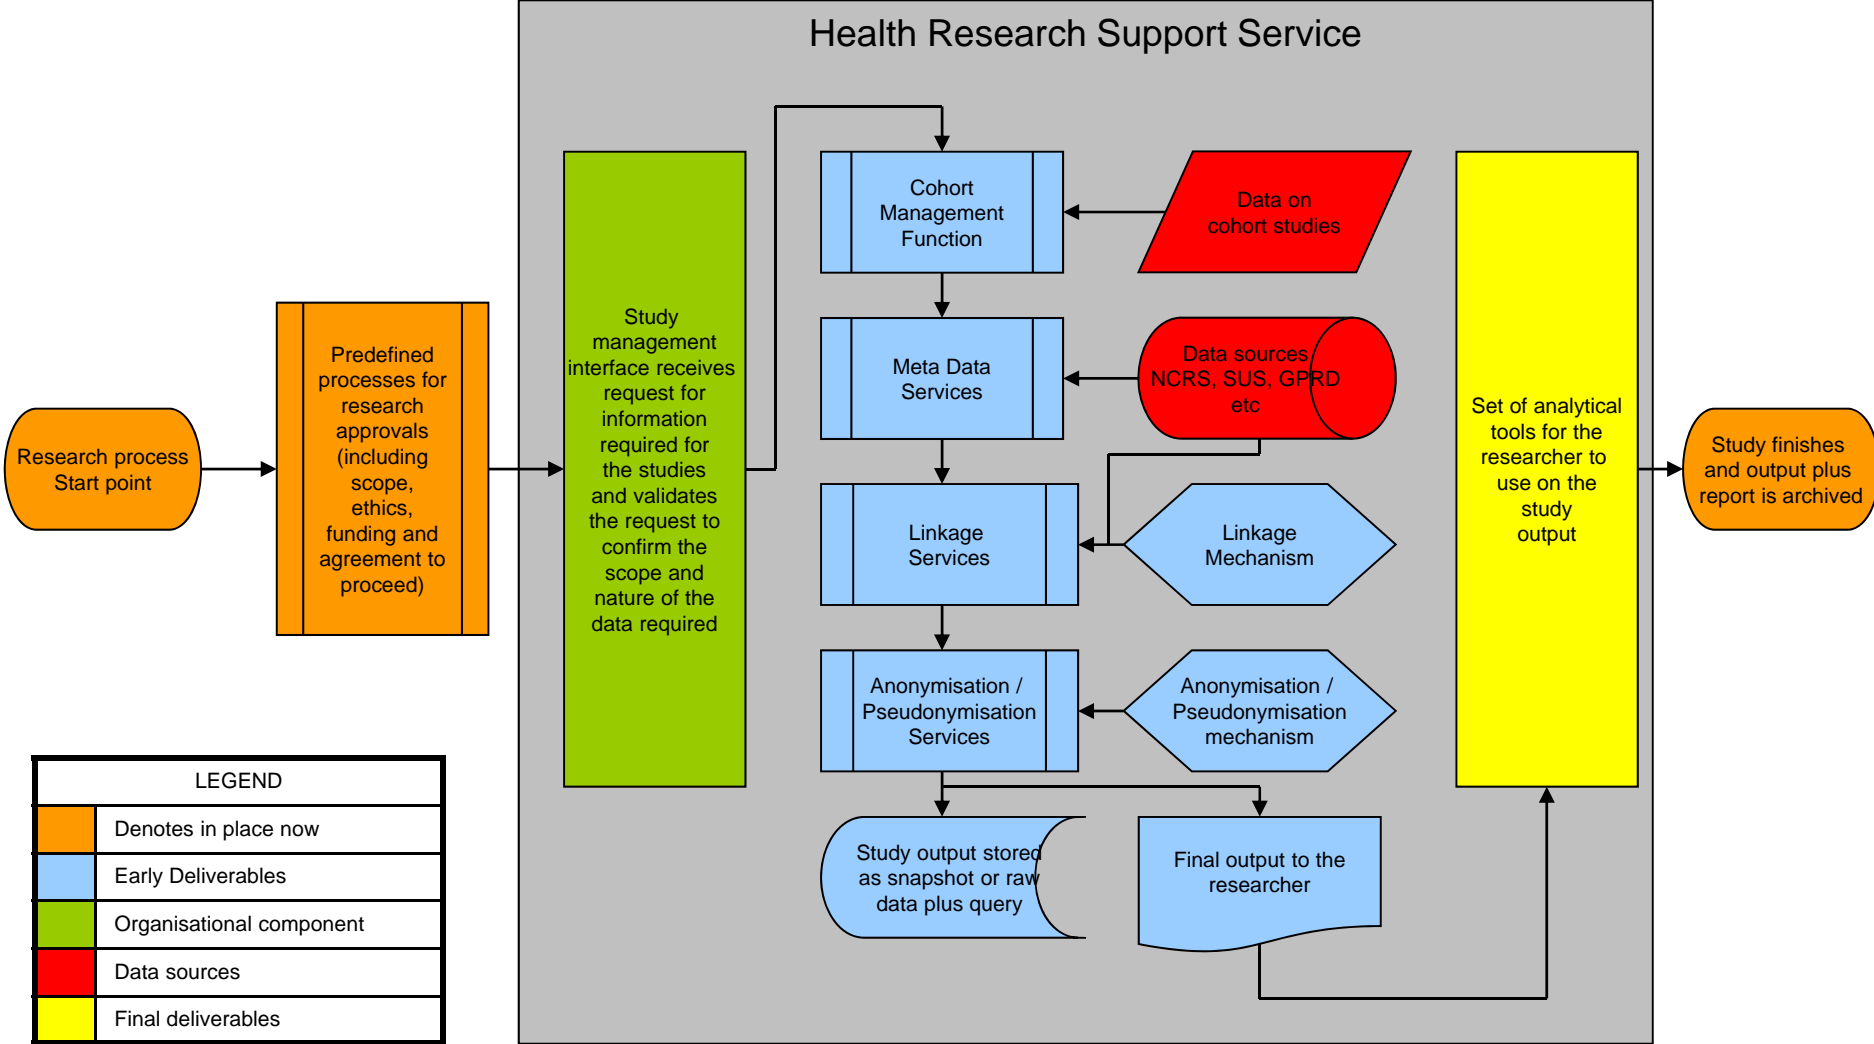 Health Research Support Service
Research process
Start point
Predefined
processes for
research
approvals
(including
scope,
ethics,
funding and
agreement to
proceed)
Study
management
interface receives
request for
information
required for
the studies
and validates
the request to
confirm the
scope and
nature of the
data required
Cohort
Management
Function
Data on
cohort studies
Meta Data
Services
Data sources
NCRS, SUS, GPRD
etc
Linkage
Services
Linkage
Mechanism
Anonymisation /
Pseudonymisation
Services
Anonymisation /
Pseudonymisation
mechanism
Study output stored
as snapshot or raw
data plus query
Final output to the
researcher
Set of analytical
tools for the
researcher to
use on the
study
output
Study finishes
and output plus
report is archived
LEGEND
Denotes in place now
Early Deliverables
Organisational component
Data sources
Final deliverables